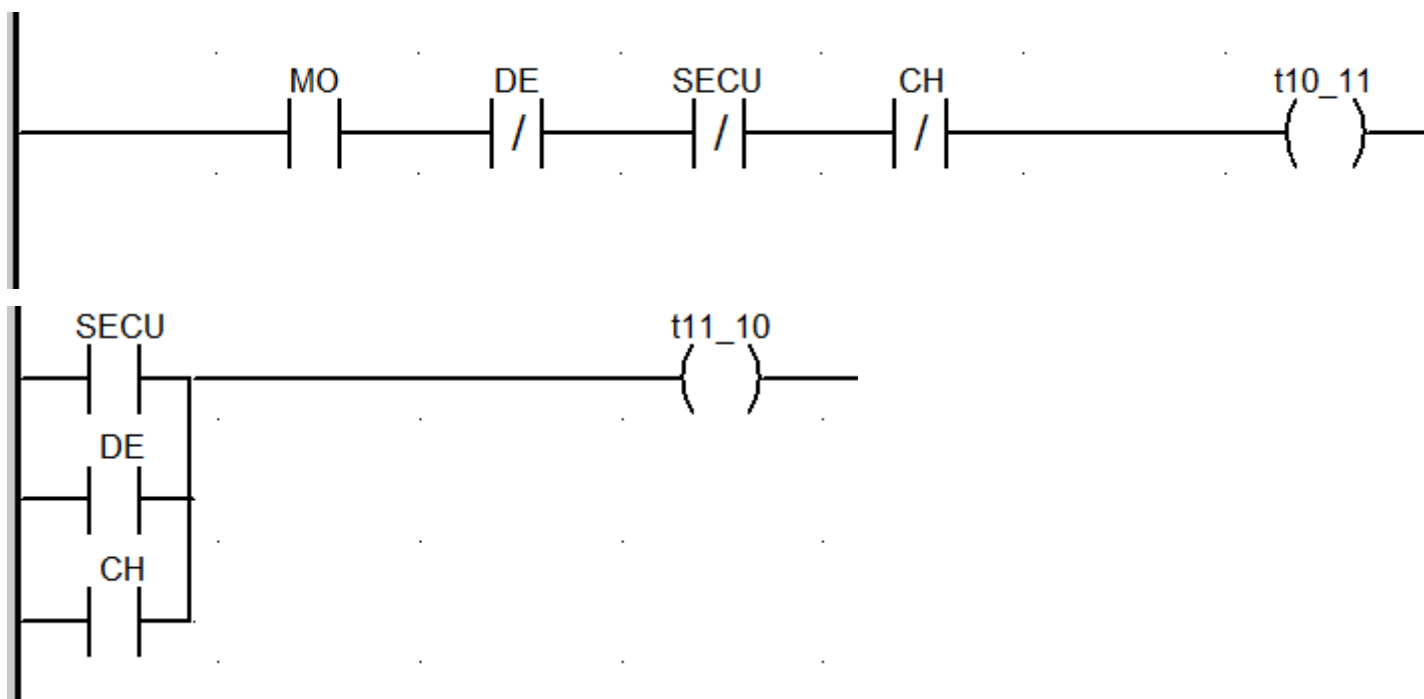 MO DE SECU CH t10_11
/ / /
SECU t11_10
DE
CH